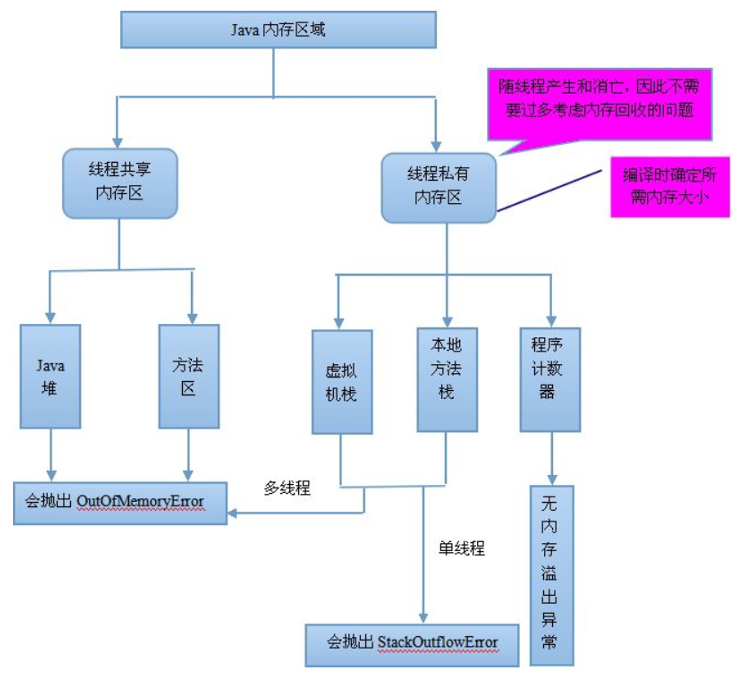 Java 内存区域
随线程产生和消亡，因此不需
要过多考虑内存回收的问题
线程共享
内存区
线程私有
内存区
编译时确定所
需内存大小
Java
堆
方法
区
虚拟
机栈
本地
方法
栈
程序
计数
器
会抛出 OutOfMemoryError
多线程
单线程
无
内
存
溢
出
异
常
会抛出 StackOutflowError